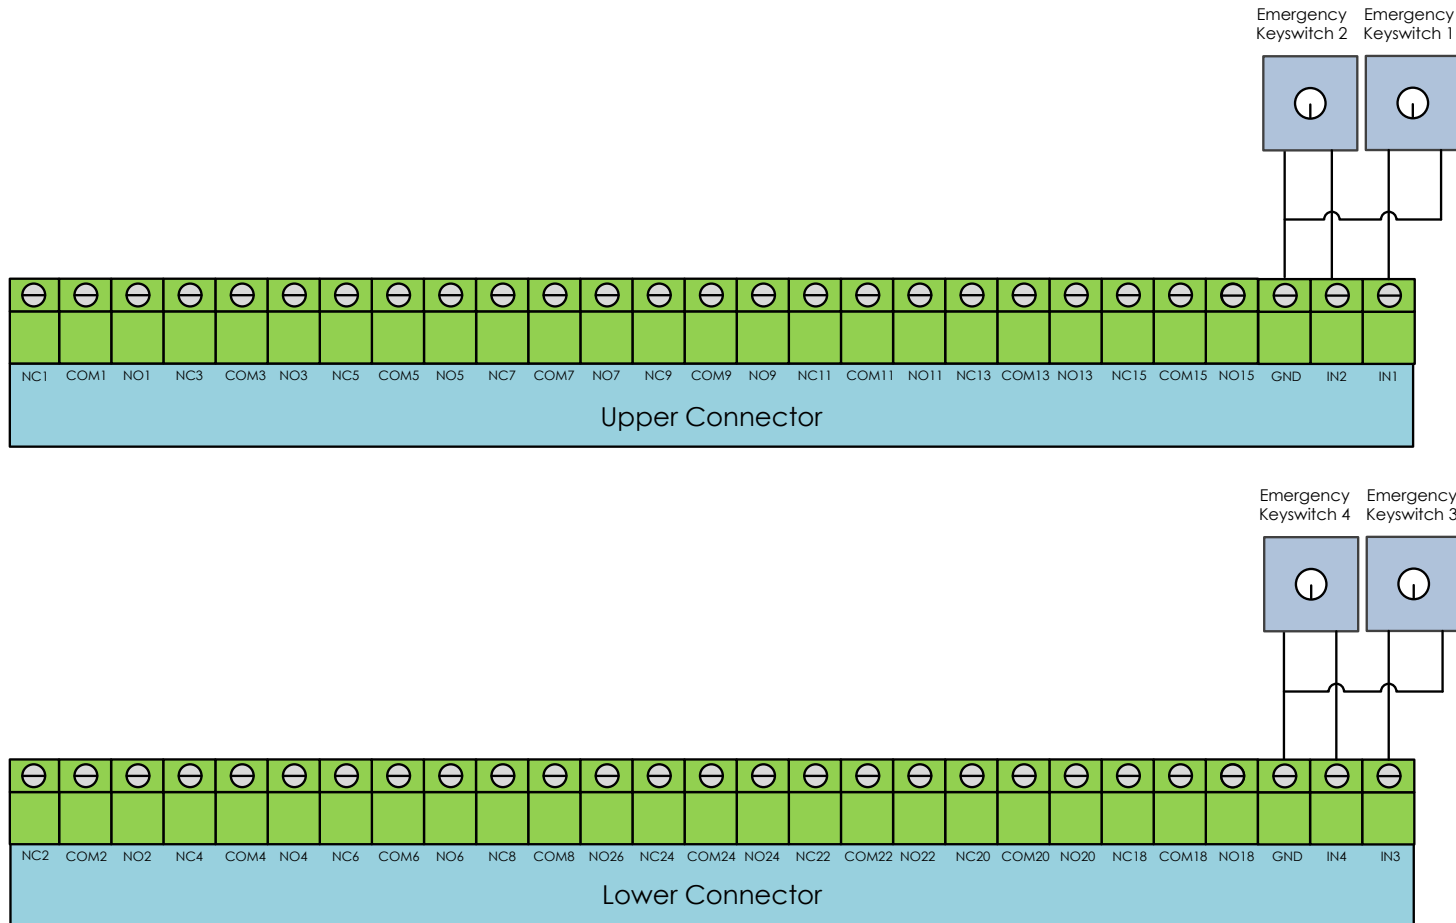 Emergency Emergency
Keyswitch 2 Keyswitch 1
NC1 COM1 NO1 NC3 COM3 NO3 NC5 COM5 NO5 NC7 COM7 NO7 NC9 COM9 NO9 NC11 COM11 NO11 NC13 COM13 NO13 NC15 COM15 NO15 GND IN2 IN1
Upper Connector
Emergency Emergency
Keyswitch 4 Keyswitch 3
NC2 COM2 NO2 NC4 COM4 NO4 NC6 COM6 NO6 NC8 COM8 NO26 NC24 COM24 NO24 NC22 COM22 NO22 NC20 COM20 NO20 NC18 COM18 NO18 GND IN4 IN3
Lower Connector